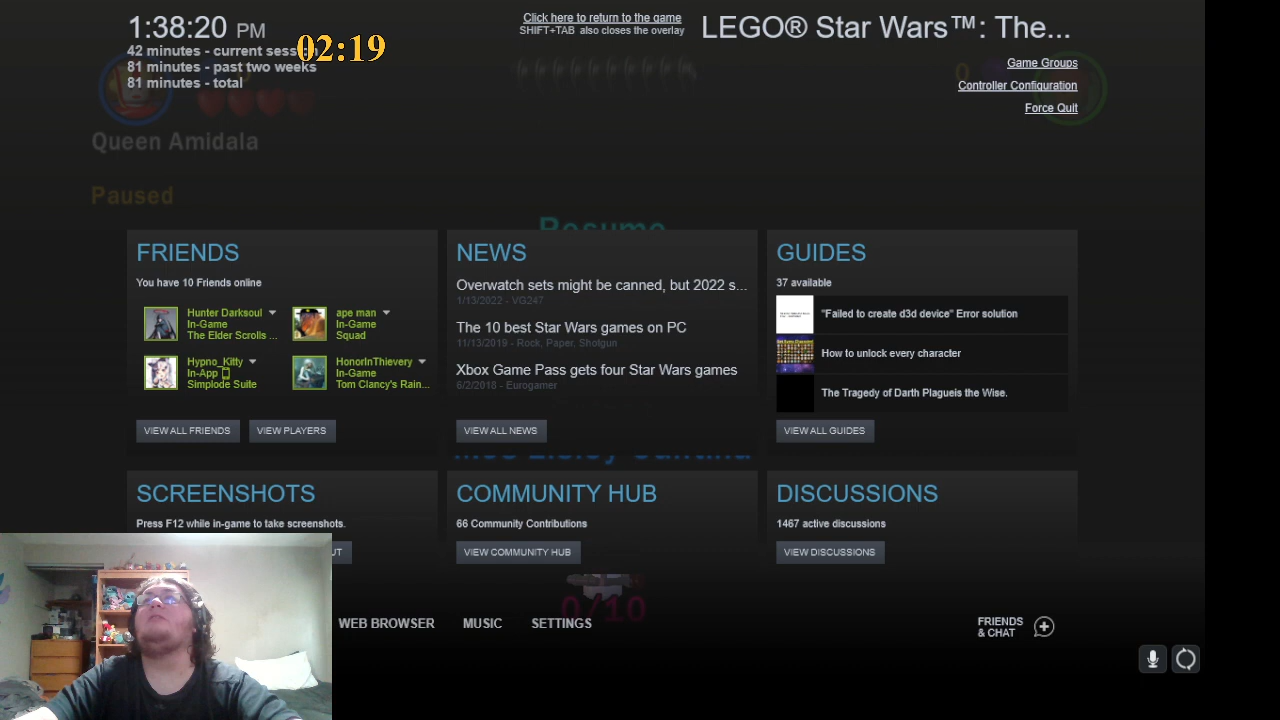 1:38:20 PM
42 minutes - current session
02:19
81 minutes - past two weeks
81 minutes - total
Click here to return to the game
SHIFT+TAB also closes the overlay
LEGO® Star Wars™: The...
Game Groups
Controller Configuration
Force Quit
0
Queen Amidala
Paused
Resume
FRIENDS
You have 10 Friends online
Hunter Darksoul
In-Game
The Elder Scrolls ...
ape man
In-Game
Squad
Hypno_Kitty
In-App
Simplode Suite
HonorInThievery
In-Game
Tom Clancy's Rain...
VIEW ALL FRIENDS
VIEW PLAYERS
NEWS
Overwatch sets might be canned, but 2022 s...
1/13/2022 - VG247
The 10 best Star Wars games on PC
11/13/2019 - Rock, Paper, Shotgun
Xbox Game Pass gets four Star Wars games
6/2/2018 - Eurogamer
VIEW ALL NEWS
GUIDES
37 available
"Failed to create d3d device" Error solution
How to unlock every character
The Tragedy of Darth Plagueis the Wise.
VIEW ALL GUIDES
Mos Eisley Cantina
SCREENSHOTS
Press F12 while in-game to take screenshots.
UT
COMMUNITY HUB
66 Community Contributions
VIEW COMMUNITY HUB
DISCUSSIONS
1467 active discussions
VIEW DISCUSSIONS
0/10
WEB BROWSER
MUSIC
SETTINGS
FRIENDS
& CHAT